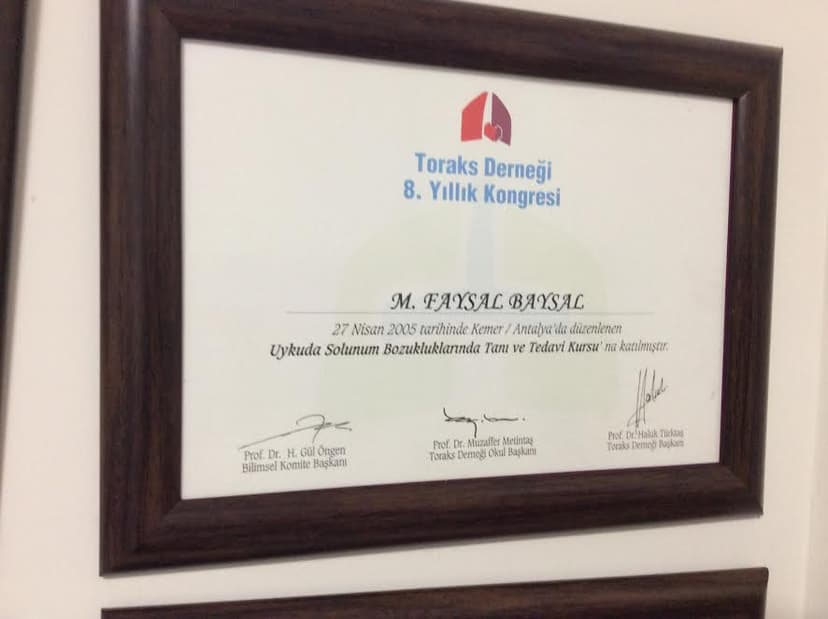 Toraks Derneği
8. Yıllık Kongresi
M. FAYSAL BAYSAL
27 Nisan 2005 tarihinde Kemer / Antalya'da düzenlenen
Uykuda Solunum Bozukluklarında Tanı ve Tedavi Kursu' na katılmıştır.
Prof. Dr. H. Gül Öngen
Bilimsel Komite Başkanı
Prof. Dr. Muzaffer Metintaş
Toraks Derneği Okul Başkanı
Prof. Dr. Haluk Türktaş
Toraks Derneği Başkanı